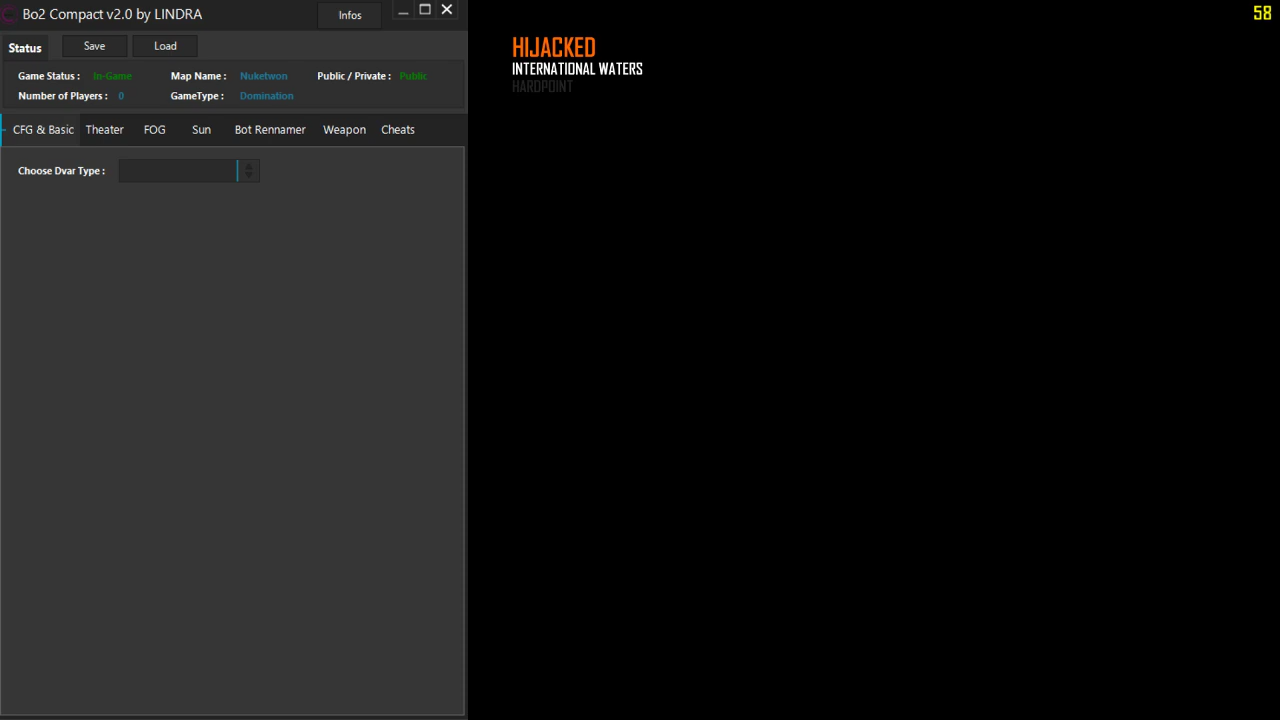 Bo2 Compact v2.0 by LINDRA
Infos
58
Status
Save
Load
HIJACKED
INTERNATIONAL WATERS
HARDPOINT
Game Status : In-Game
Map Name : Nuketwon
Public / Private : Public
Number of Players : 0
GameType : Domination
CFG & Basic
Theater
FOG
Sun
Bot Rennamer
Weapon
Cheats
Choose Dvar Type :